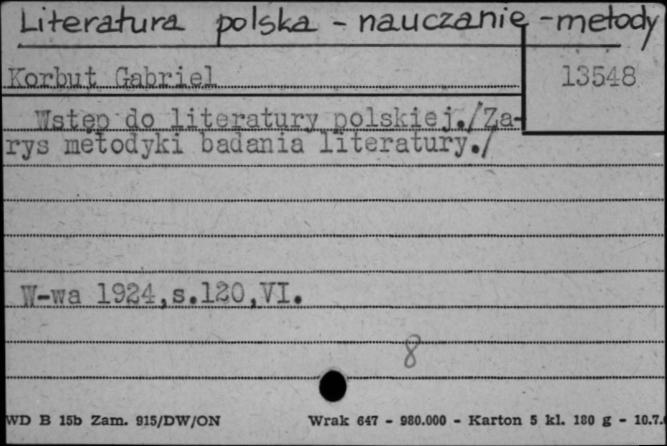 Literatura polska - nauczanie - metody
Korbut Gabriel
13548
Wstęp do literatury polskiej./Za-
rys metodyki badania literatury./
W-wa 1924,s.120,VI.
8
WD B 15b Zam. 915/DW/ON Wrak 647 - 980.000 - Karton 5 kl. 180 g - 10.7.